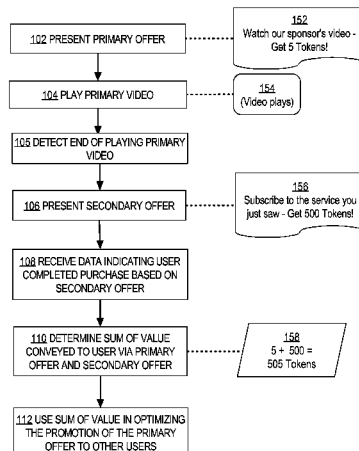 102 PRESENT PRIMARY OFFER
152
Watch our sponsor's video -
Get 5 Tokens!
104 PLAY PRIMARY VIDEO
154
(Video plays)
105 DETECT END OF PLAYING PRIMARY
VIDEO
106 PRESENT SECONDARY OFFER
156
Subscribe to the service you
just saw - Get 500 Tokens!
108 RECEIVE DATA INDICATING USER
COMPLETED PURCHASE BASED ON
SECONDARY OFFER
110 DETERMINE SUM OF VALUE
CONVEYED TO USER VIA PRIMARY
OFFER AND SECONDARY OFFER
158
5 + 500 =
505 Tokens
112 USE SUM OF VALUE IN OPTIMIZING
THE PROMOTION OF THE PRIMARY
OFFER TO OTHER USERS